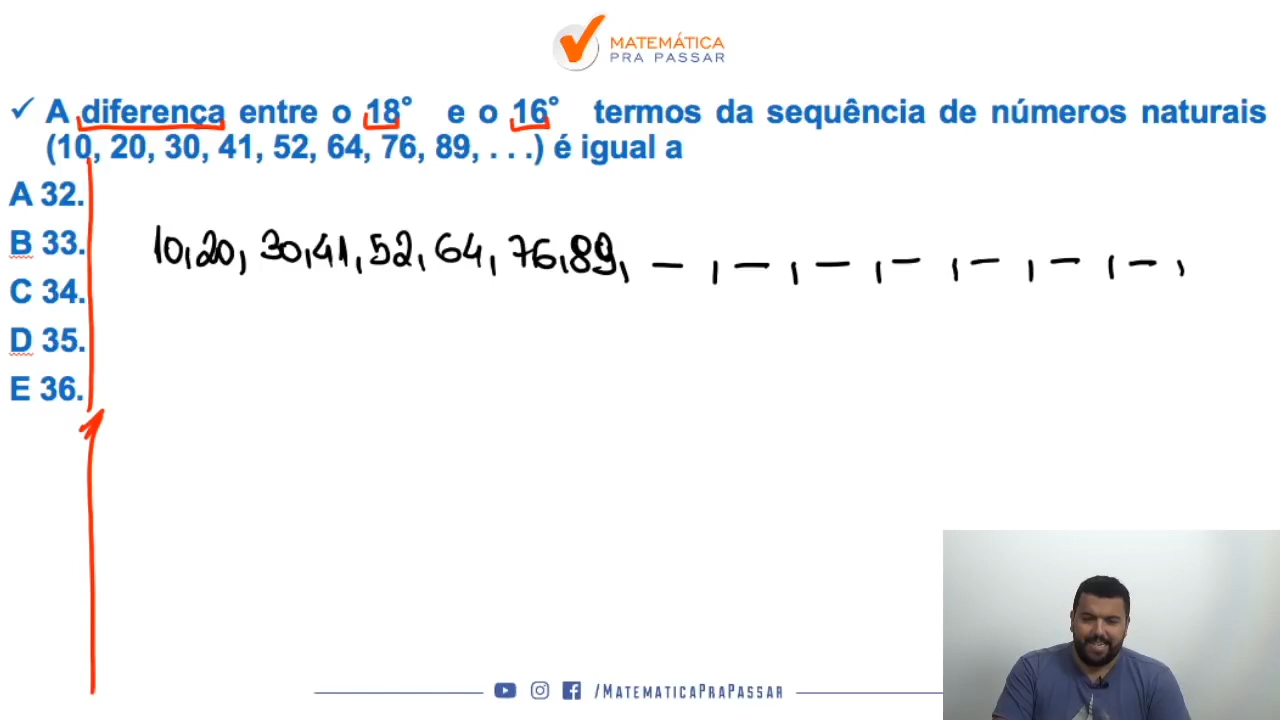 MATEMÁTICA
PRA PASSAR
✓ A diferença entre o 18° e o 16° termos da sequência de números naturais
(10, 20, 30, 41, 52, 64, 76, 89, . . .) é igual a
A 32.
B 33.
C 34.
D 35.
E 36.
10, 20, 30, 41, 52, 64, 76, 89, _ , _ , _ , _ , _ , _ , _ ,
/MATEMATICAPRAPASSAR